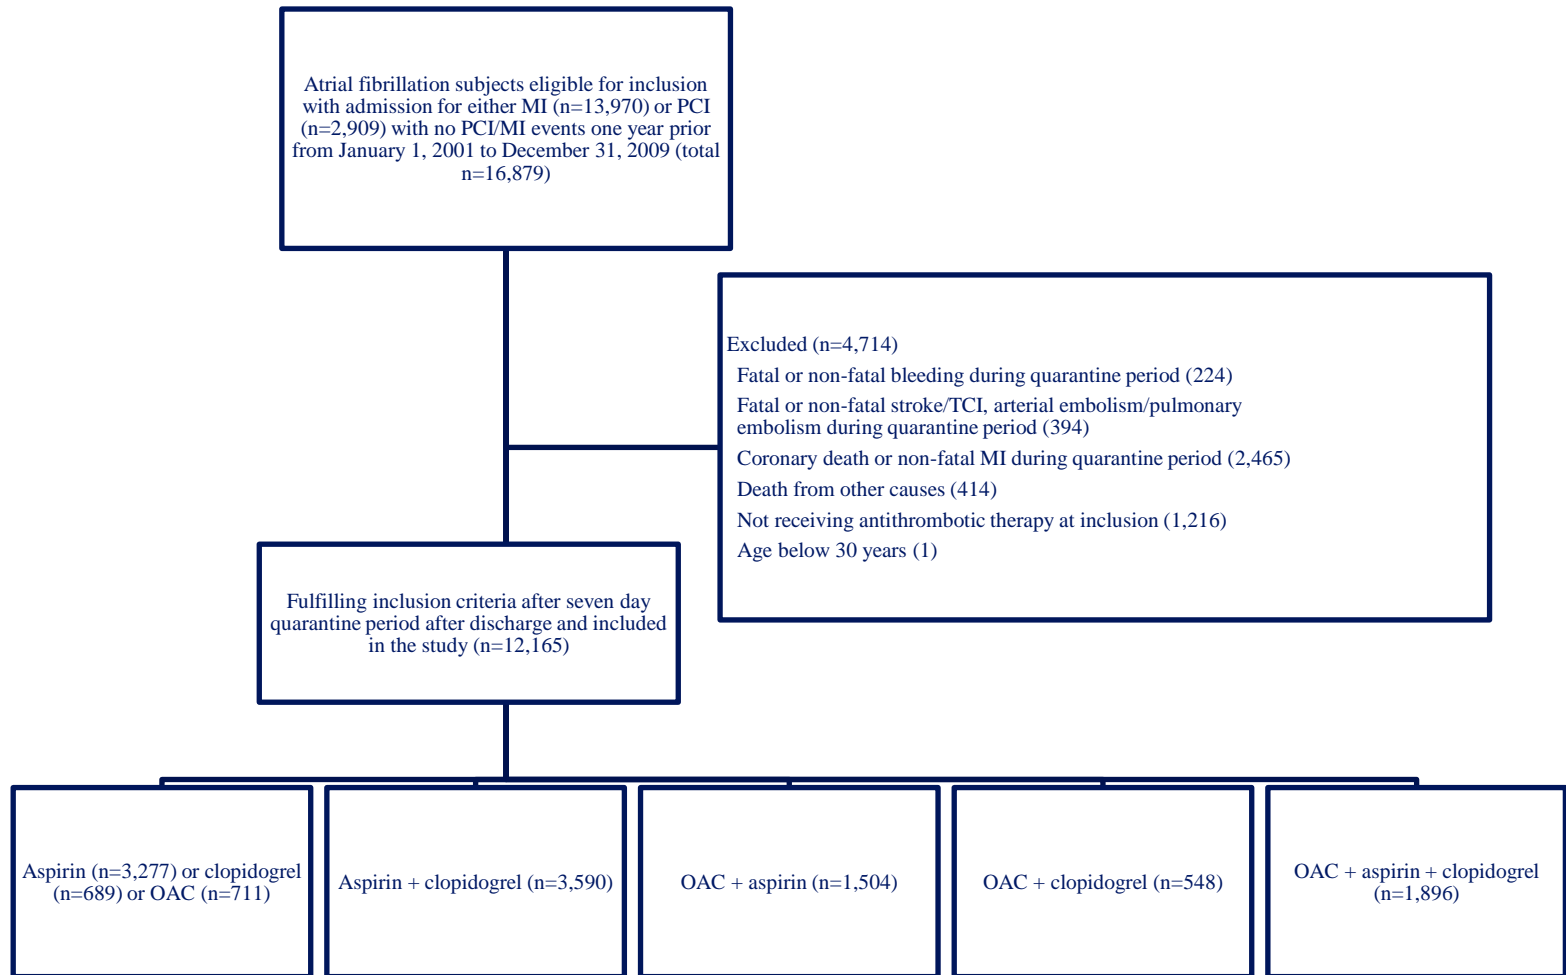 Atrial fibrillation subjects eligible for inclusion
with admission for either MI (n=13,970) or PCI
(n=2,909) with no PCI/MI events one year prior
from January 1, 2001 to December 31, 2009 (total
n=16,879)
Excluded (n=4,714)
Fatal or non-fatal bleeding during quarantine period (224)
Fatal or non-fatal stroke/TCI, arterial embolism/pulmonary
embolism during quarantine period (394)
Coronary death or non-fatal MI during quarantine period (2,465)
Death from other causes (414)
Not receiving antithrombotic therapy at inclusion (1,216)
Age below 30 years (1)
Fulfilling inclusion criteria after seven day
quarantine period after discharge and included
in the study (n=12,165)
Aspirin (n=3,277) or clopidogrel
(n=689) or OAC (n=711)
Aspirin + clopidogrel (n=3,590)
OAC + aspirin (n=1,504)
OAC + clopidogrel (n=548)
OAC + aspirin + clopidogrel
(n=1,896)